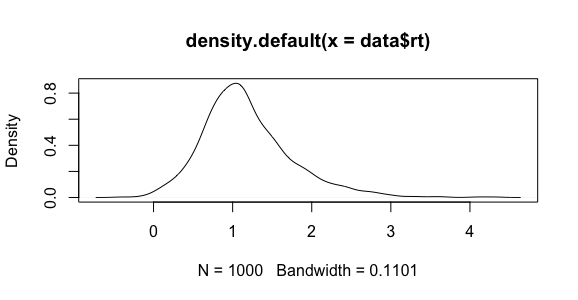 density.default(x = data$rt)
Density
0.8
0.4
0.0
0 1 2 3 4
N = 1000 Bandwidth = 0.1101